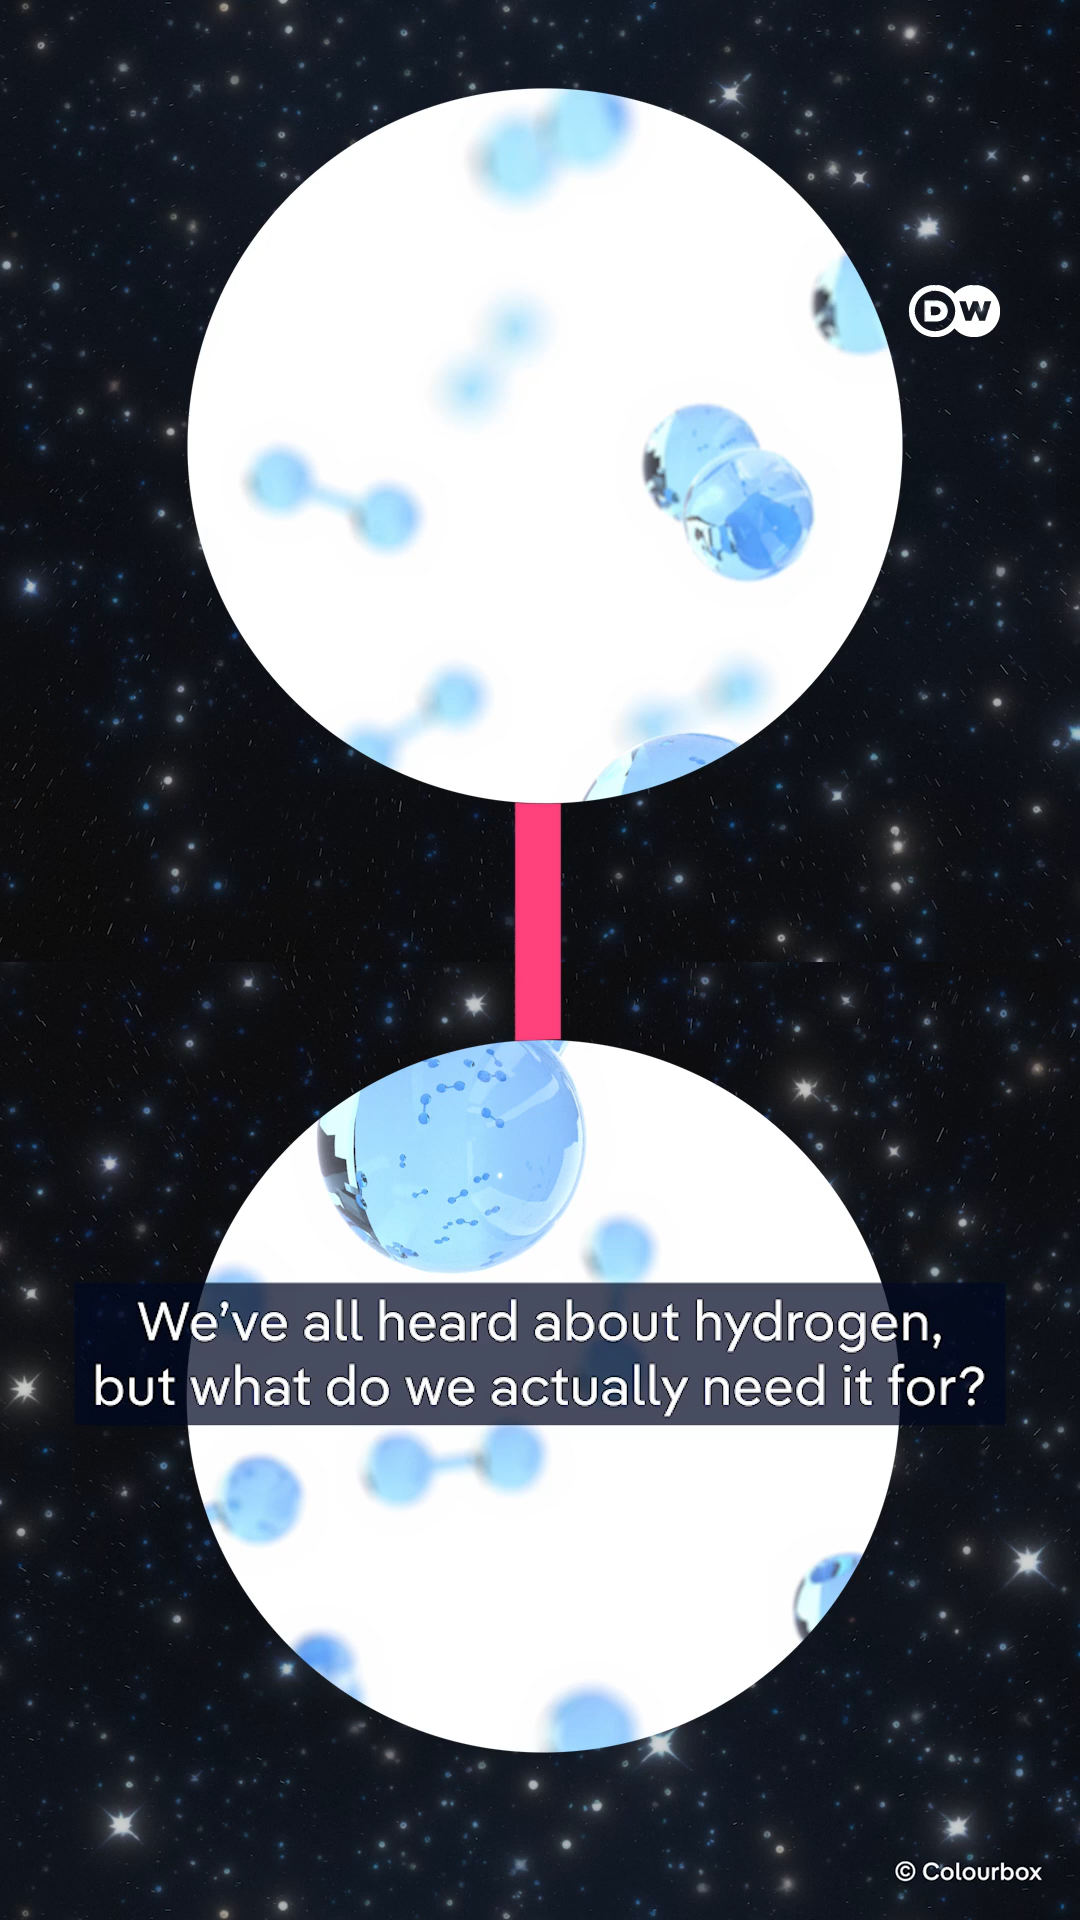 DW
We’ve all heard about hydrogen,
but what do we actually need it for?
© Colourbox